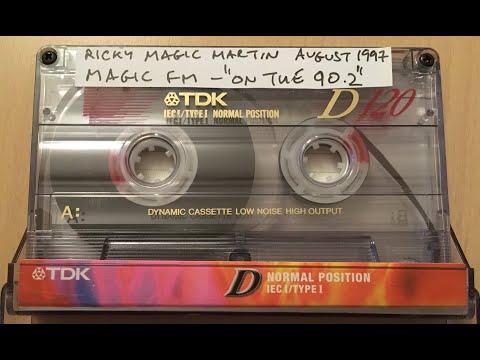 RICKY MAGIC MARTIN AUGUST 1997
MAGIC FM - "ON THE 90.2"
TDK D120
IEC I/TYPE I NORMAL POSITION
A:
B:
DYNAMIC CASSETTE LOW NOISE HIGH OUTPUT
TDK D NORMAL POSITION
IEC I/TYPE I